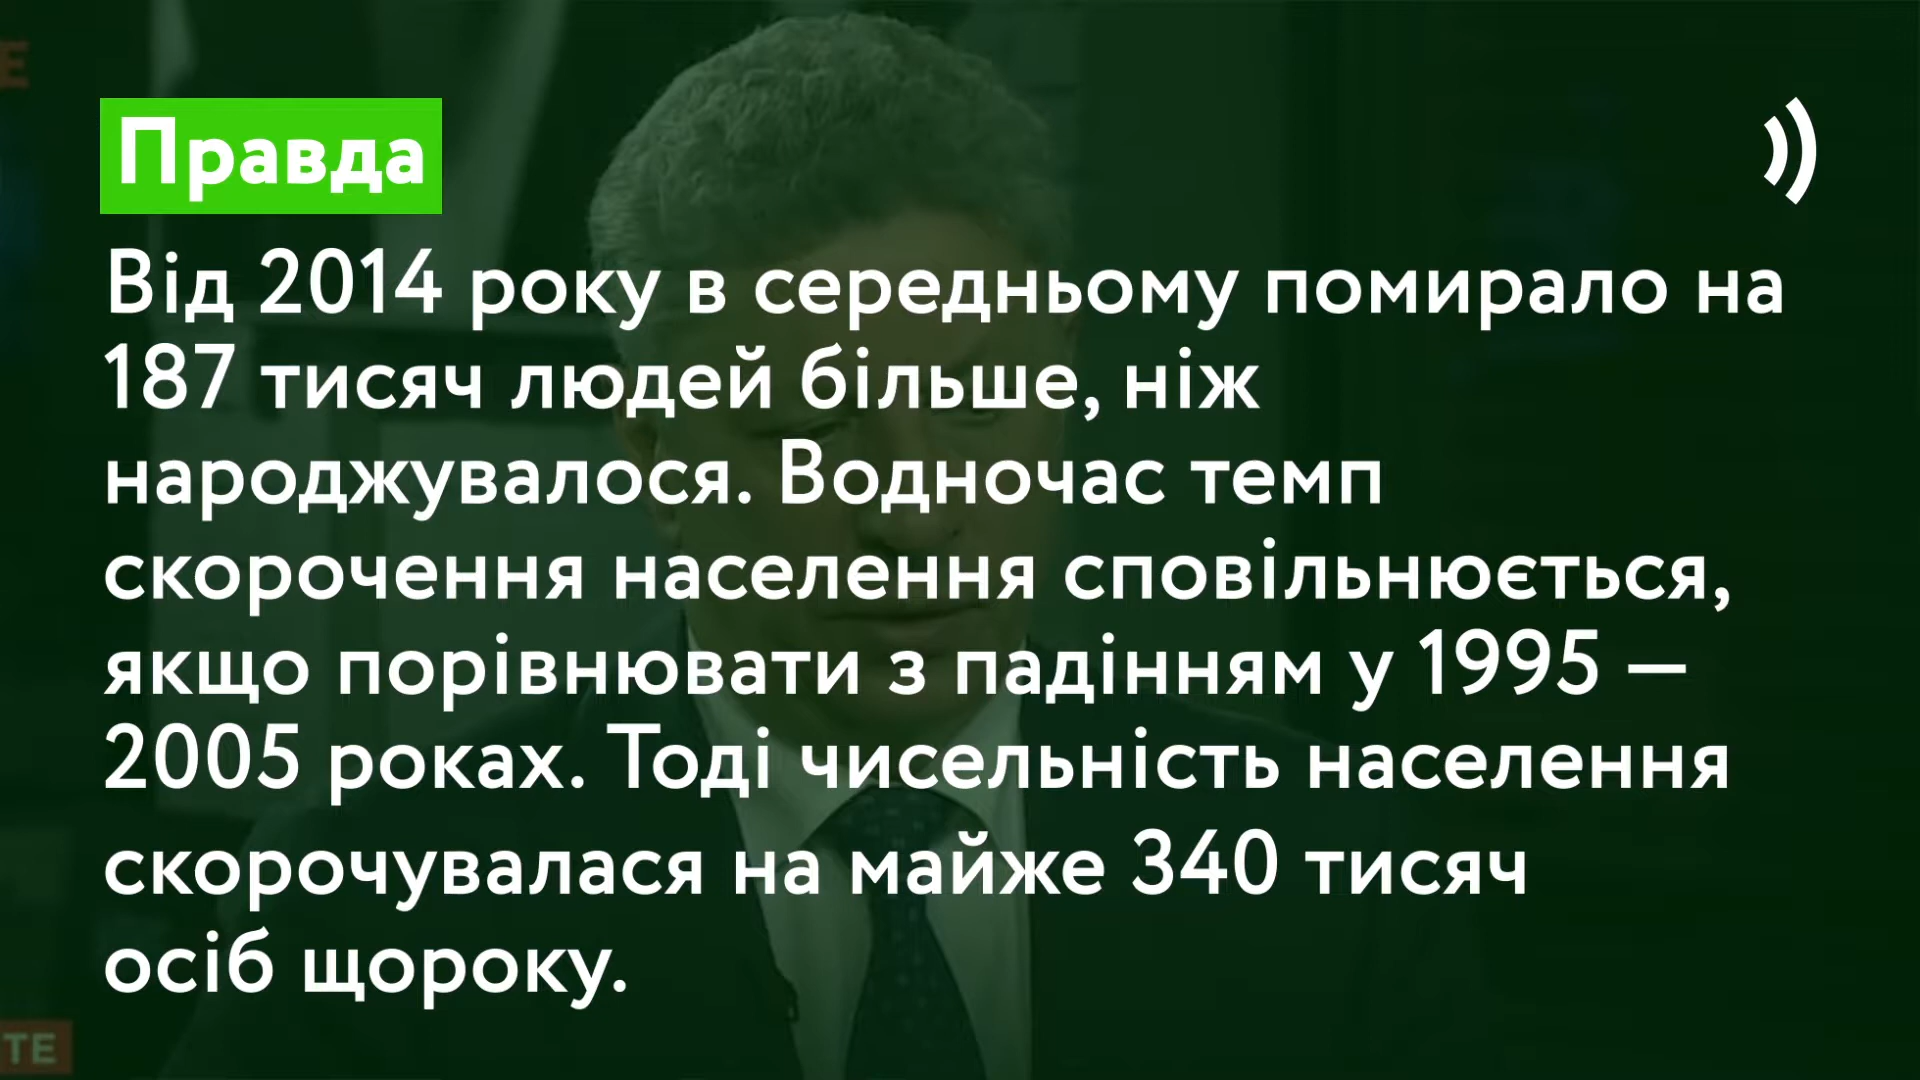 Е
Правда
Від 2014 року в середньому помирало на
187 тисяч людей більше, ніж
народжувалося. Водночас темп
скорочення населення сповільнюється,
якщо порівнювати з падінням у 1995 —
2005 роках. Тоді чисельність населення
скорочувалася на майже 340 тисяч
осіб щороку.
ТЕ